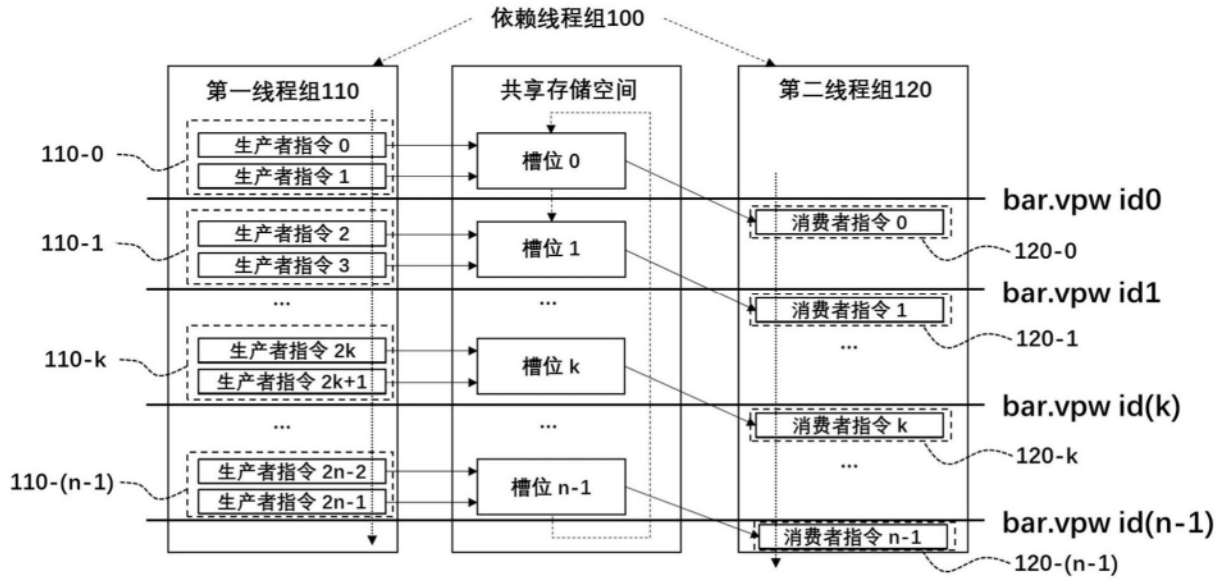 依赖线程组100
第一线程组110
共享存储空间
第二线程组120
110-0
生产者指令 0
生产者指令 1
槽位 0
bar.vpw id0
110-1
生产者指令 2
生产者指令 3
槽位 1
消费者指令 0
120-0
bar.vpw id1
...
...
消费者指令 1
120-1
...
110-k
生产者指令 2k
生产者指令 2k+1
槽位 k
bar.vpw id(k)
...
...
消费者指令 k
120-k
...
110-(n-1)
生产者指令 2n-2
生产者指令 2n-1
槽位 n-1
bar.vpw id(n-1)
消费者指令 n-1
120-(n-1)